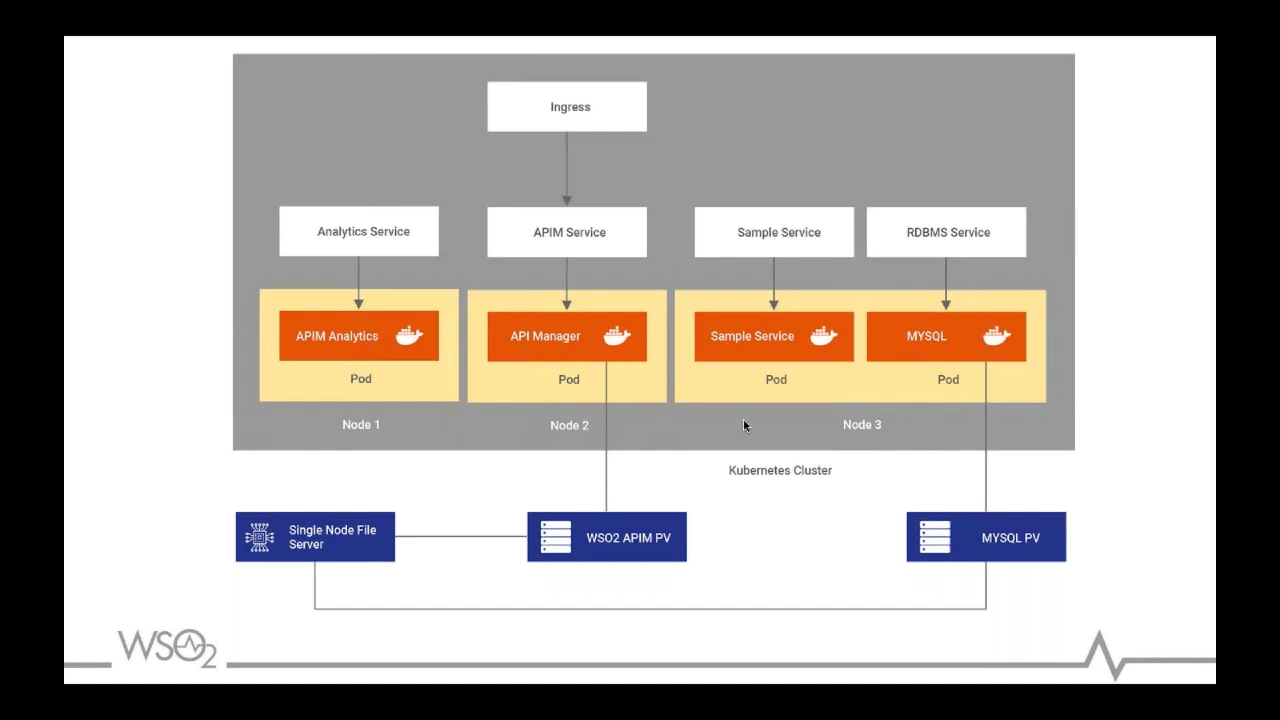 Ingress
Analytics Service
APIM Service
Sample Service
RDBMS Service
APIM Analytics
API Manager
Sample Service
MYSQL
Pod
Pod
Pod
Pod
Node 1
Node 2
Node 3
Kubernetes Cluster
Single Node File
Server
WSO2 APIM PV
MYSQL PV
WSO2